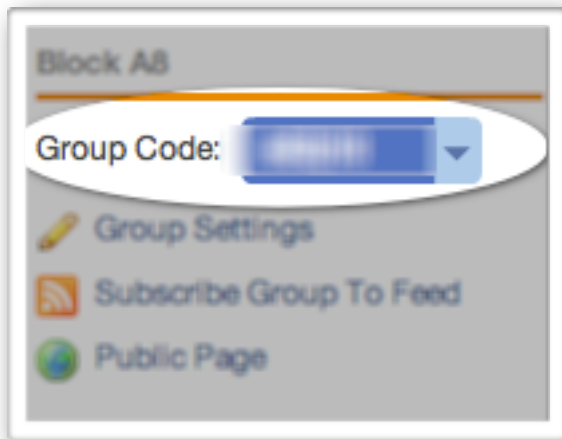 Block A8
Group Code:
Group Settings
Subscribe Group To Feed
Public Page